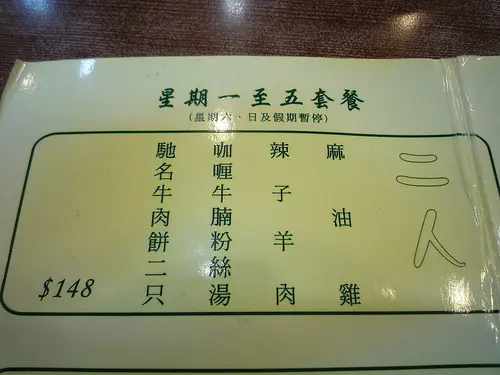 星期一至五套餐
(星期六、日及假期暫停)
二人
麻油雞
辣子羊肉
咖喱牛腩粉絲湯
馳名牛肉餅二只
$148